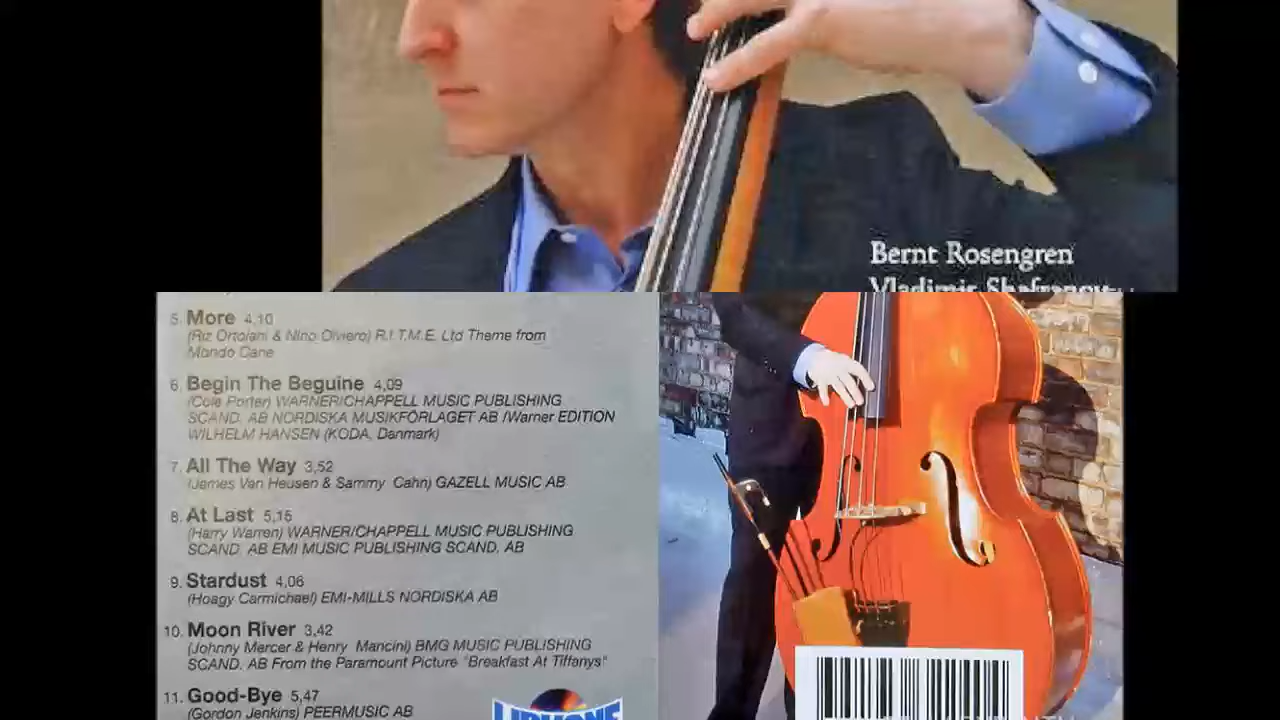 Bernt Rosengren
Vladimir Shafranov
5. More 4,10
(Riz Ortolani & Nino Oliviero) R.I.T.M.E. Ltd Theme from
Mondo Cane
6. Begin The Beguine 4,09
(Cole Porter) WARNER/CHAPPELL MUSIC PUBLISHING
SCAND. AB NORDISKA MUSIKFÖRLAGET AB /Warner EDITION
WILHELM HANSEN (KODA, Danmark)
7. All The Way 3,52
(James Van Heusen & Sammy Cahn) GAZELL MUSIC AB
8. At Last 5,15
(Harry Warren) WARNER/CHAPPELL MUSIC PUBLISHING
SCAND. AB EMI MUSIC PUBLISHING SCAND. AB
9. Stardust 4,06
(Hoagy Carmichael) EMI-MILLS NORDISKA AB
10. Moon River 3,42
(Johnny Mercer & Henry Mancini) BMG MUSIC PUBLISHING
SCAND. AB From the Paramount Picture "Breakfast At Tiffanys"
11. Good-Bye 5,47
(Gordon Jenkins) PEERMUSIC AB